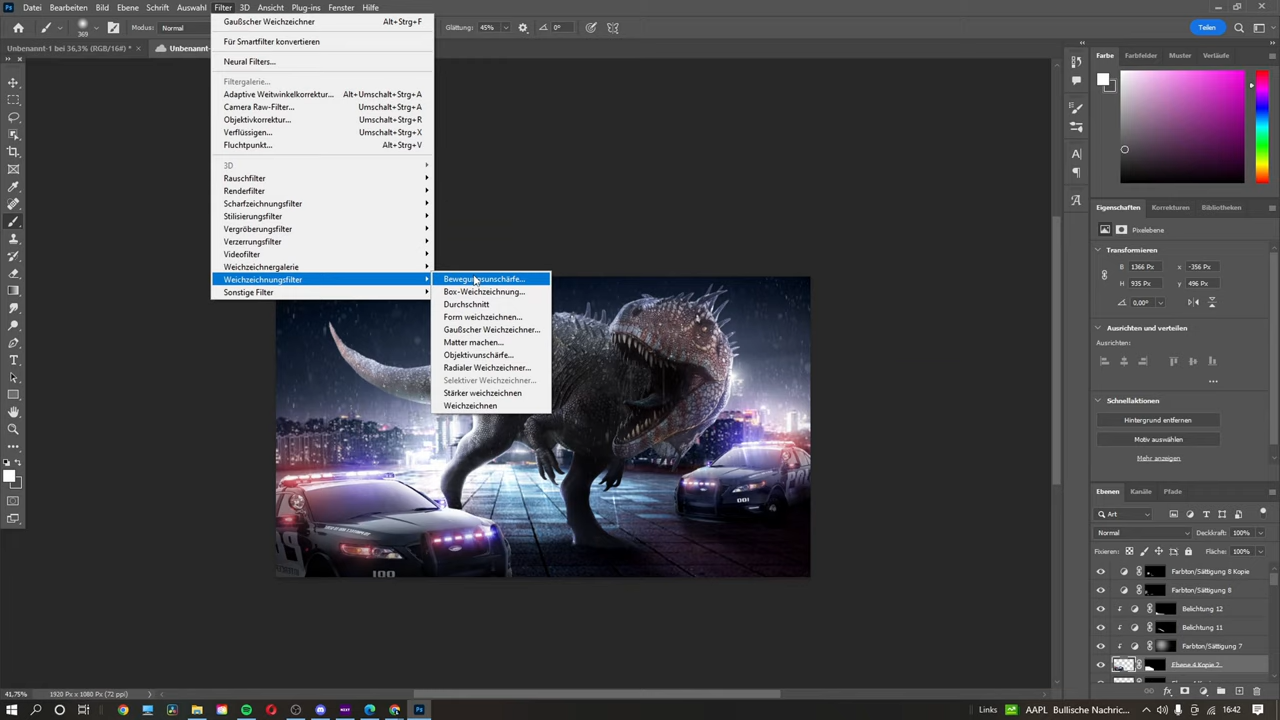 Datei Bearbeiten Bild Ebene Schrift Auswahl Filter 3D Ansicht Plug-ins Fenster Hilfe
369 Modus: Normal Glättung: 45% 0° Teilen
Benennt-1 bei 36,3% (RGB/16#) * × Unbenannt-
Gaußscher Weichzeichner Alt+Strg+F
Für Smartfilter konvertieren
Neural Filters...
Filtergalerie...
Adaptive Weitwinkelkorrektur... Alt+Umschalt+Strg+A
Camera Raw-Filter... Umschalt+Strg+A
Objektivkorrektur... Umschalt+Strg+R
Verflüssigen... Umschalt+Strg+X
Fluchtpunkt... Alt+Strg+V
3D
Rauschfilter
Renderfilter
Scharfzeichnungsfilter
Stilisierungsfilter
Vergröberungsfilter
Verzerrungsfilter
Videofilter
Weichzeichnergalerie
Weichzeichnungsfilter
Sonstige Filter
Bewegungsunschärfe...
Box-Weichzeichnung...
Durchschnitt
Form weichzeichnen...
Gaußscher Weichzeichner...
Matter machen...
Objektivunschärfe...
Radialer Weichzeichner...
Selektiver Weichzeichner...
Stärker weichzeichnen
Weichzeichnen
Farbe Farbfelder Muster Verläufe
Eigenschaften Korrekturen Bibliotheken
Pixelebene
Transformieren
B 1366 Px X -356 Px
H 935 Px Y 496 Px
0,00°
Ausrichten und verteilen
Ausrichten:
Schnellaktionen
Hintergrund entfernen
Motiv auswählen
Mehr anzeigen
Ebenen Kanäle Pfade
Art
Normal Deckkraft: 100%
Fixieren: Fläche: 100%
Farbton/Sättigung 8 Kopie
Farbton/Sättigung 8
Belichtung 12
Belichtung 11
Farbton/Sättigung 7
Ebene 4 Kopie 2
41,75% 1920 Px x 1080 Px (72 ppi)
Links AAPL Bullische Nachri 16:42